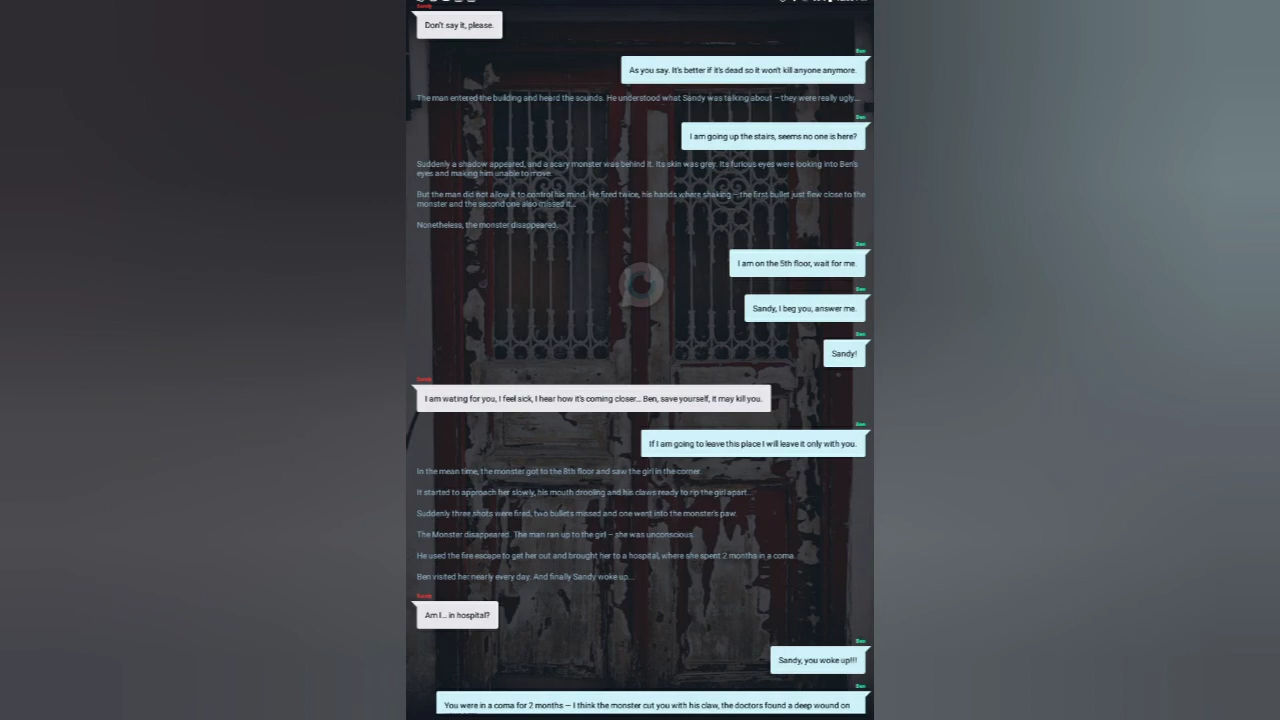 Sandy
Don't say it, please.
Ben
As you say. It's better if it's dead so it won't kill anyone anymore.
The man entered the building and heard the sounds. He understood what Sandy was talking about – they were really ugly...
Ben
I am going up the stairs, seems no one is here?
Suddenly a shadow appeared, and a scary monster was behind it. Its skin was grey. Its furious eyes were looking into Ben's
eyes and making him unable to move.
But the man did not allow it to control his mind. He fired twice, his hands where shaking – the first bullet just flew close to the
monster and the second one also missed it...
Nonetheless, the monster disappeared.
Ben
I am on the 5th floor, wait for me.
Ben
Sandy, I beg you, answer me.
Ben
Sandy!
Sandy
I am wating for you, I feel sick, I hear how it's coming closer... Ben, save yourself, it may kill you.
Ben
If I am going to leave this place I will leave it only with you.
In the mean time, the monster got to the 8th floor and saw the girl in the corner.
It started to approach her slowly, his mouth drooling and his claws ready to rip the girl apart...
Suddenly three shots were fired, two bullets missed and one went into the monster's paw.
The Monster disappeared. The man ran up to the girl – she was unconscious.
He used the fire escape to get her out and brought her to a hospital, where she spent 2 months in a coma.
Ben visited her nearly every day. And finally Sandy woke up...
Sandy
Am I... in hospital?
Ben
Sandy, you woke up!!!
Ben
You were in a coma for 2 months – I think the monster cut you with his claw, the doctors found a deep wound on